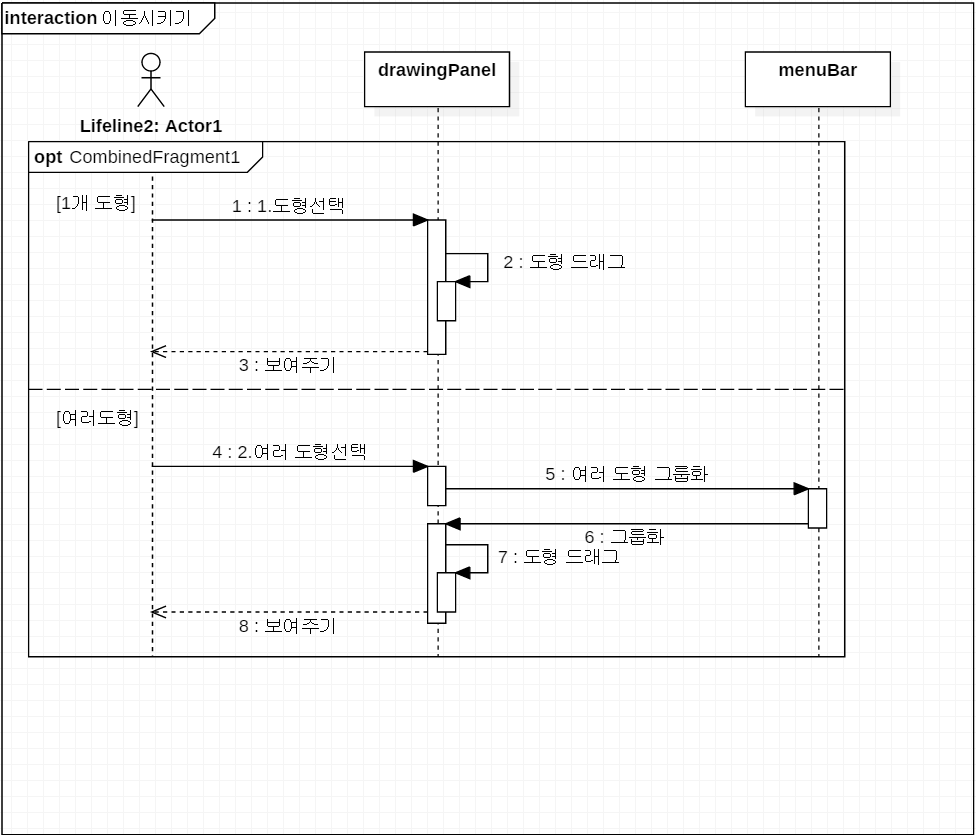 interaction 이동시키기
drawingPanel
menuBar
Lifeline2: Actor1
opt CombinedFragment1
[1개 도형]
1 : 1.도형선택
2 : 도형 드래그
3 : 보여주기
[여러도형]
4 : 2.여러 도형선택
5 : 여러 도형 그룹화
6 : 그룹화
7 : 도형 드래그
8 : 보여주기